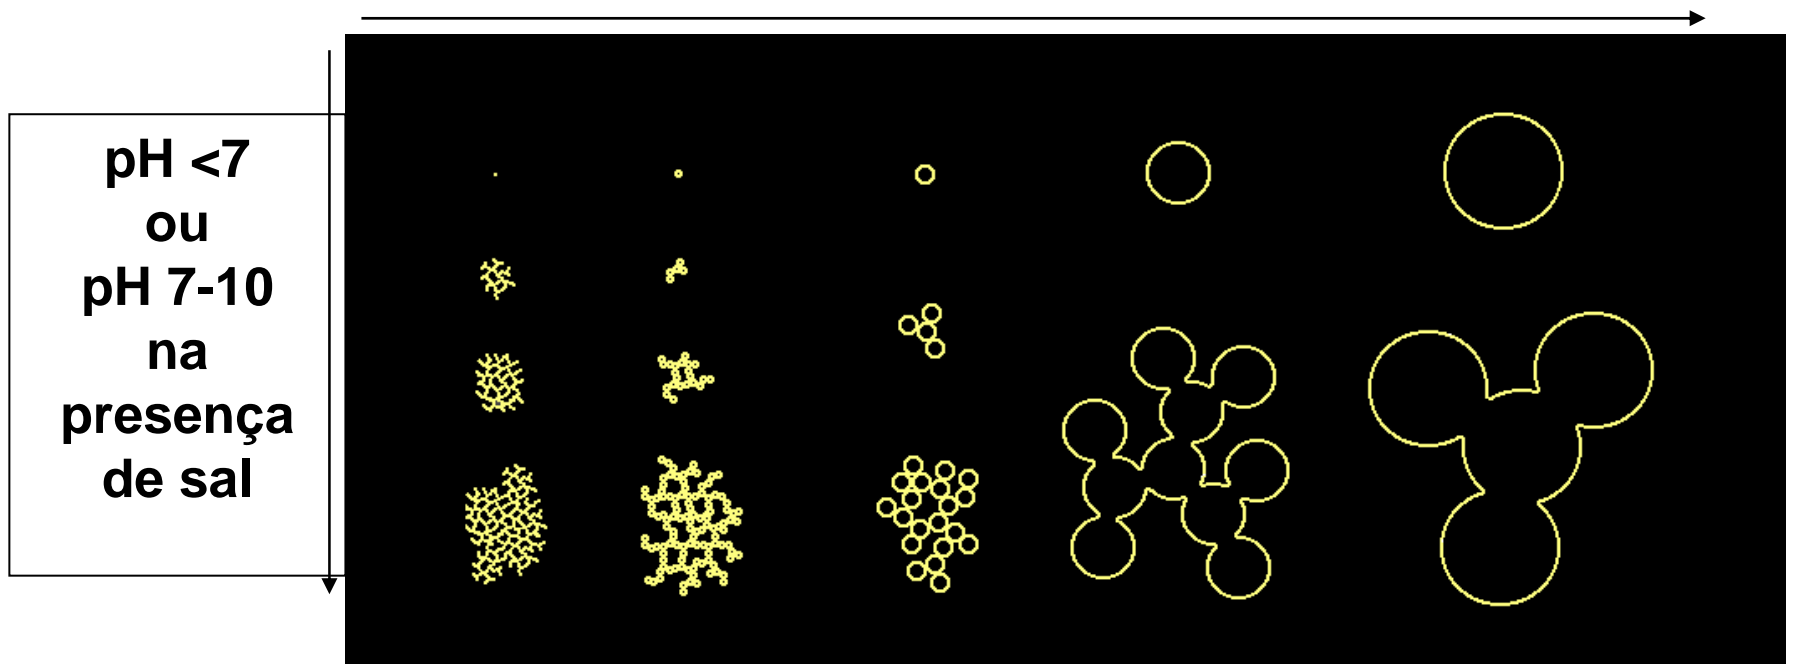 pH <7
ou
pH 7-10
na
presença
de sal